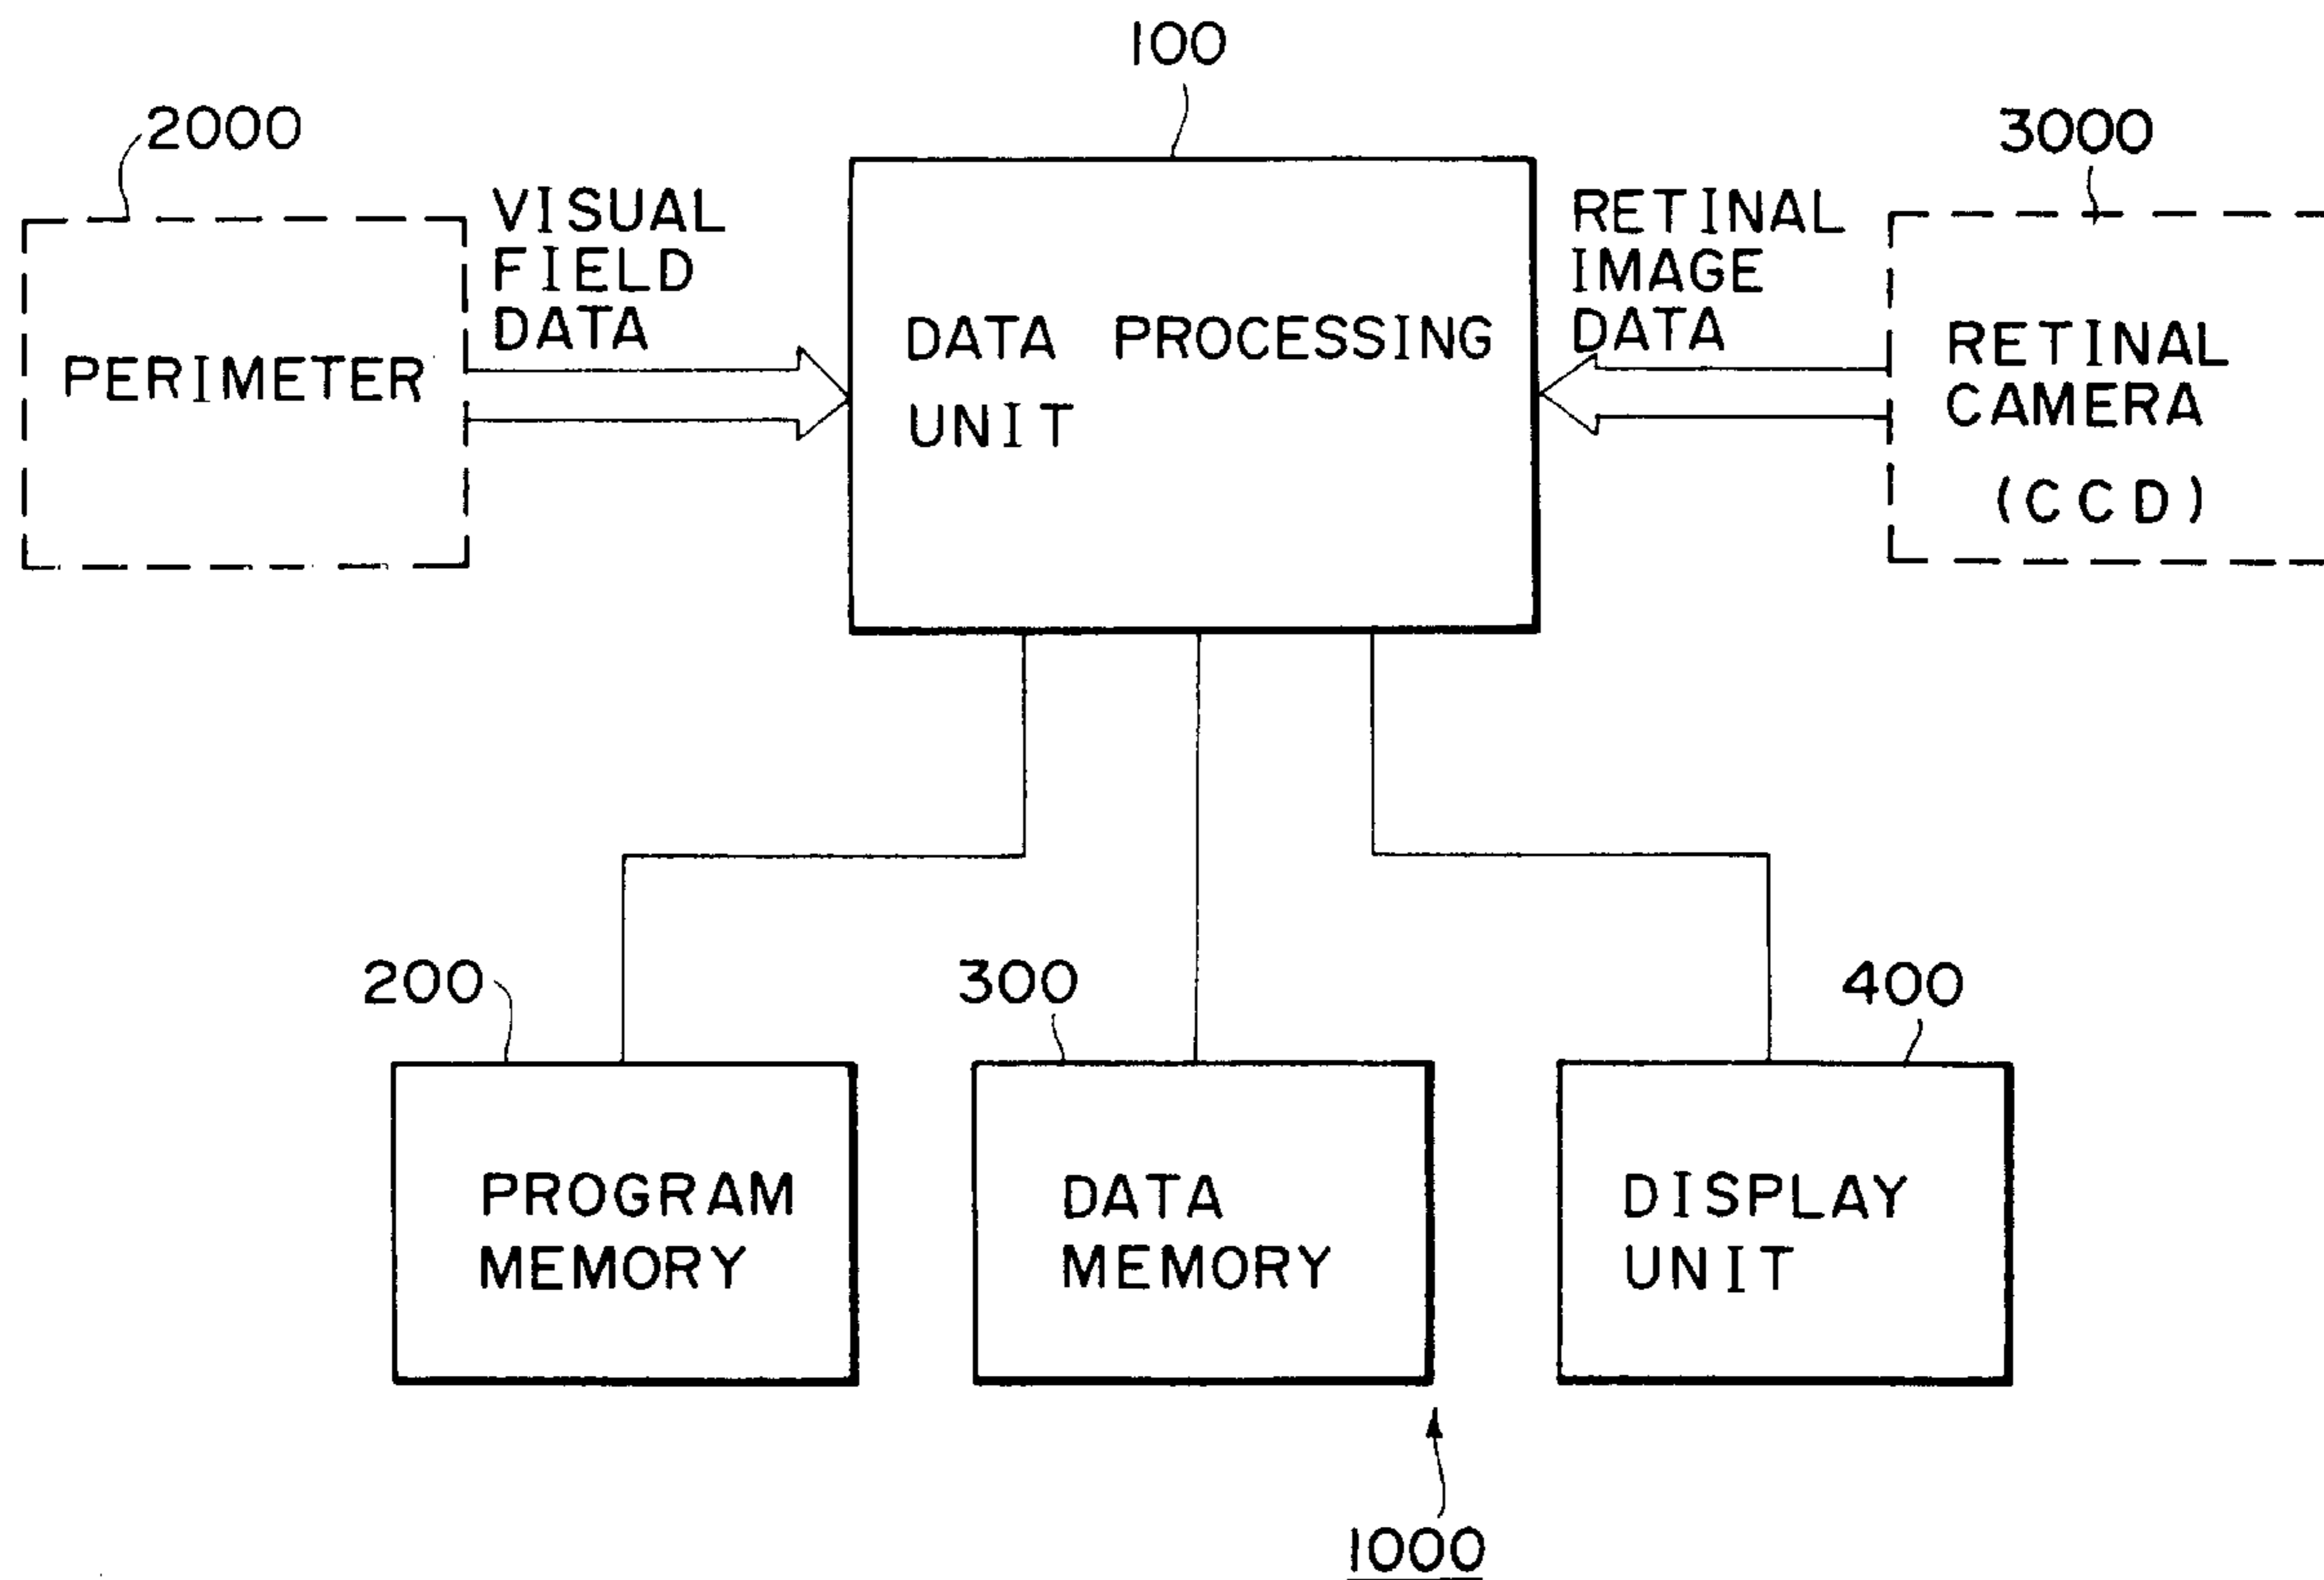 100
2000
3000
VISUAL
FIELD
DATA
RETINAL
IMAGE
DATA
PERIMETER
DATA PROCESSING
UNIT
RETINAL
CAMERA
(CCD)
200
300
400
PROGRAM
MEMORY
DATA
MEMORY
DISPLAY
UNIT
1000